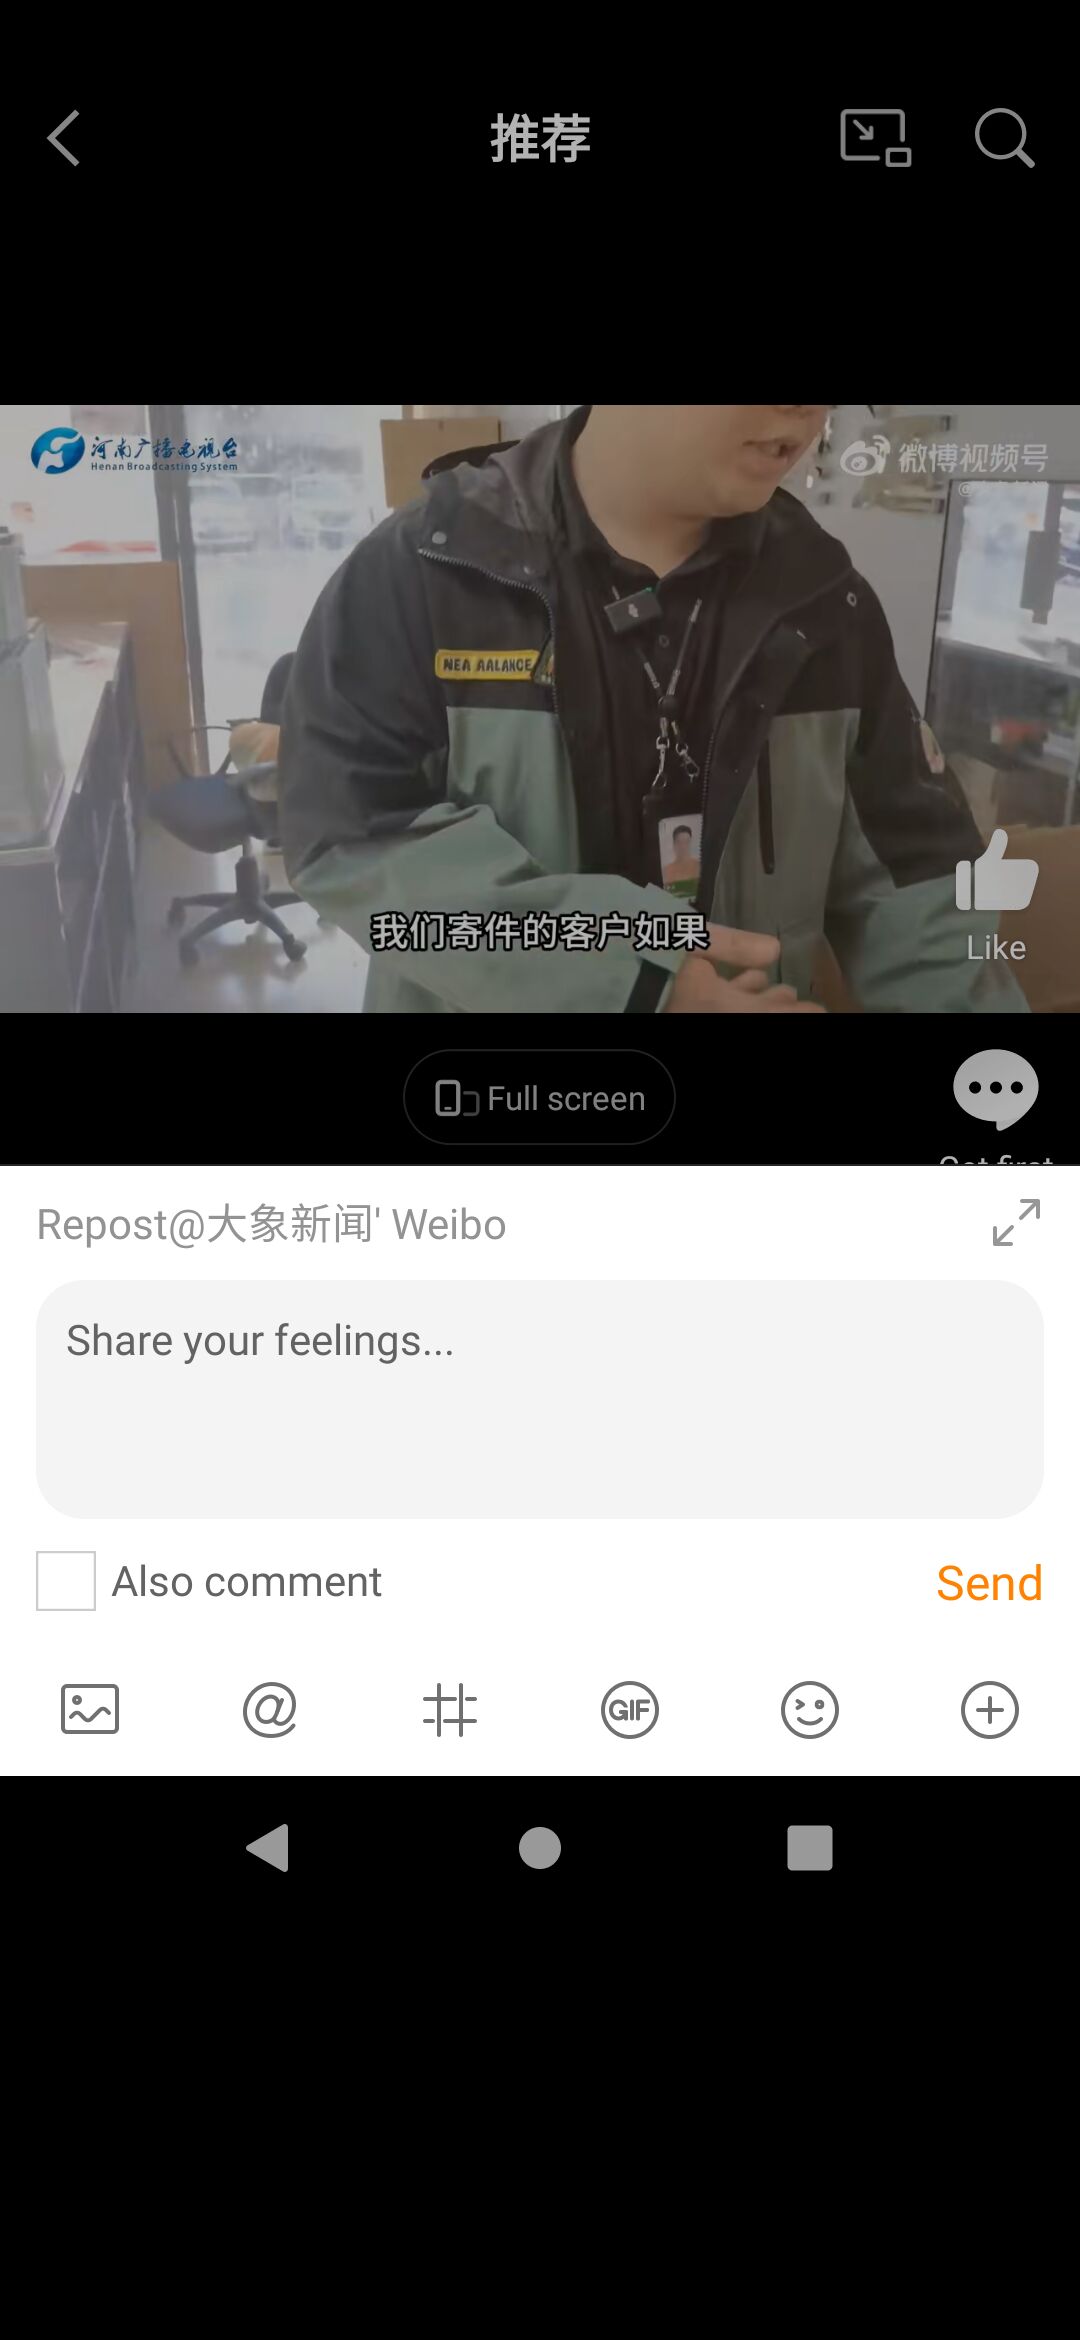 推荐
河南广播电视台
Henan Broadcasting System
微博视频号
NEA AALANCE
我们寄件的客户如果
Like
Full screen
Get first
Repost@大象新闻' Weibo
Share your feelings...
Also comment
Send
GIF